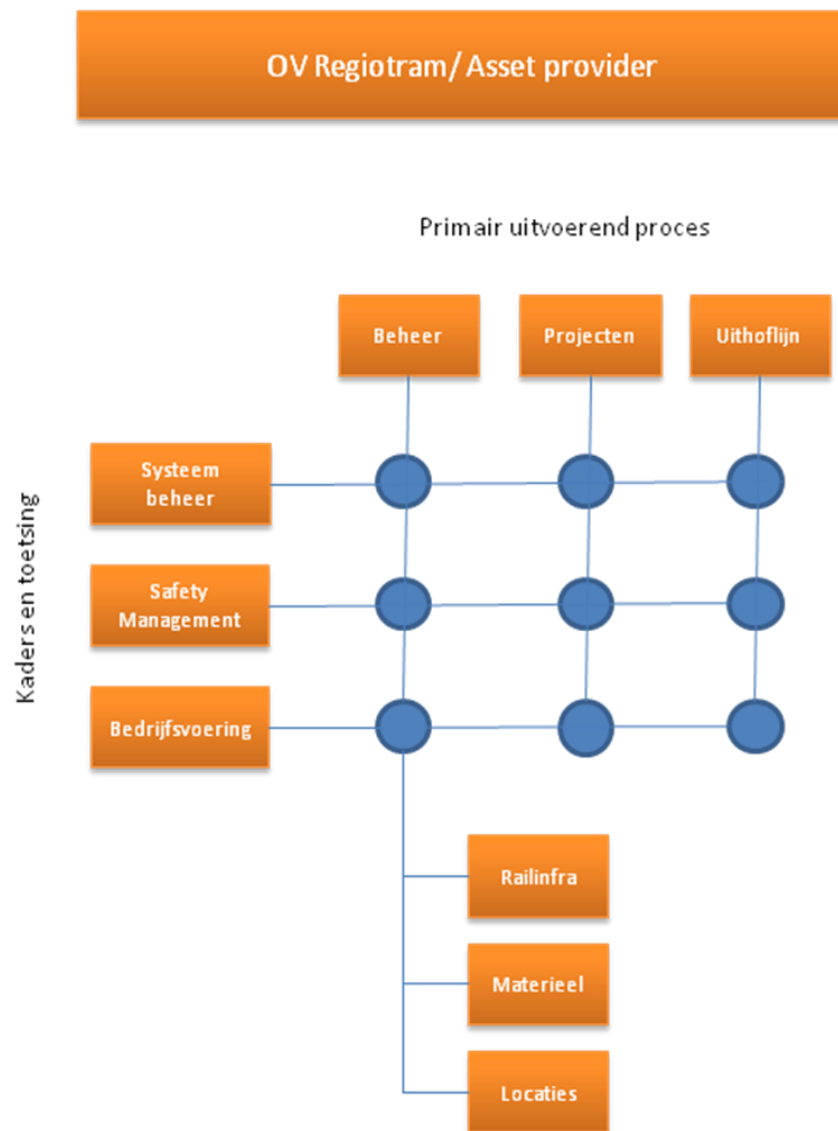 OV Regiotram/ Asset provider
Primair uitvoerend proces
Beheer
Projecten
Uithoflijn
Kaders en toetsing
Systeem
beheer
Safety
Management
Bedrijfsvoering
Railinfra
Materieel
Locaties